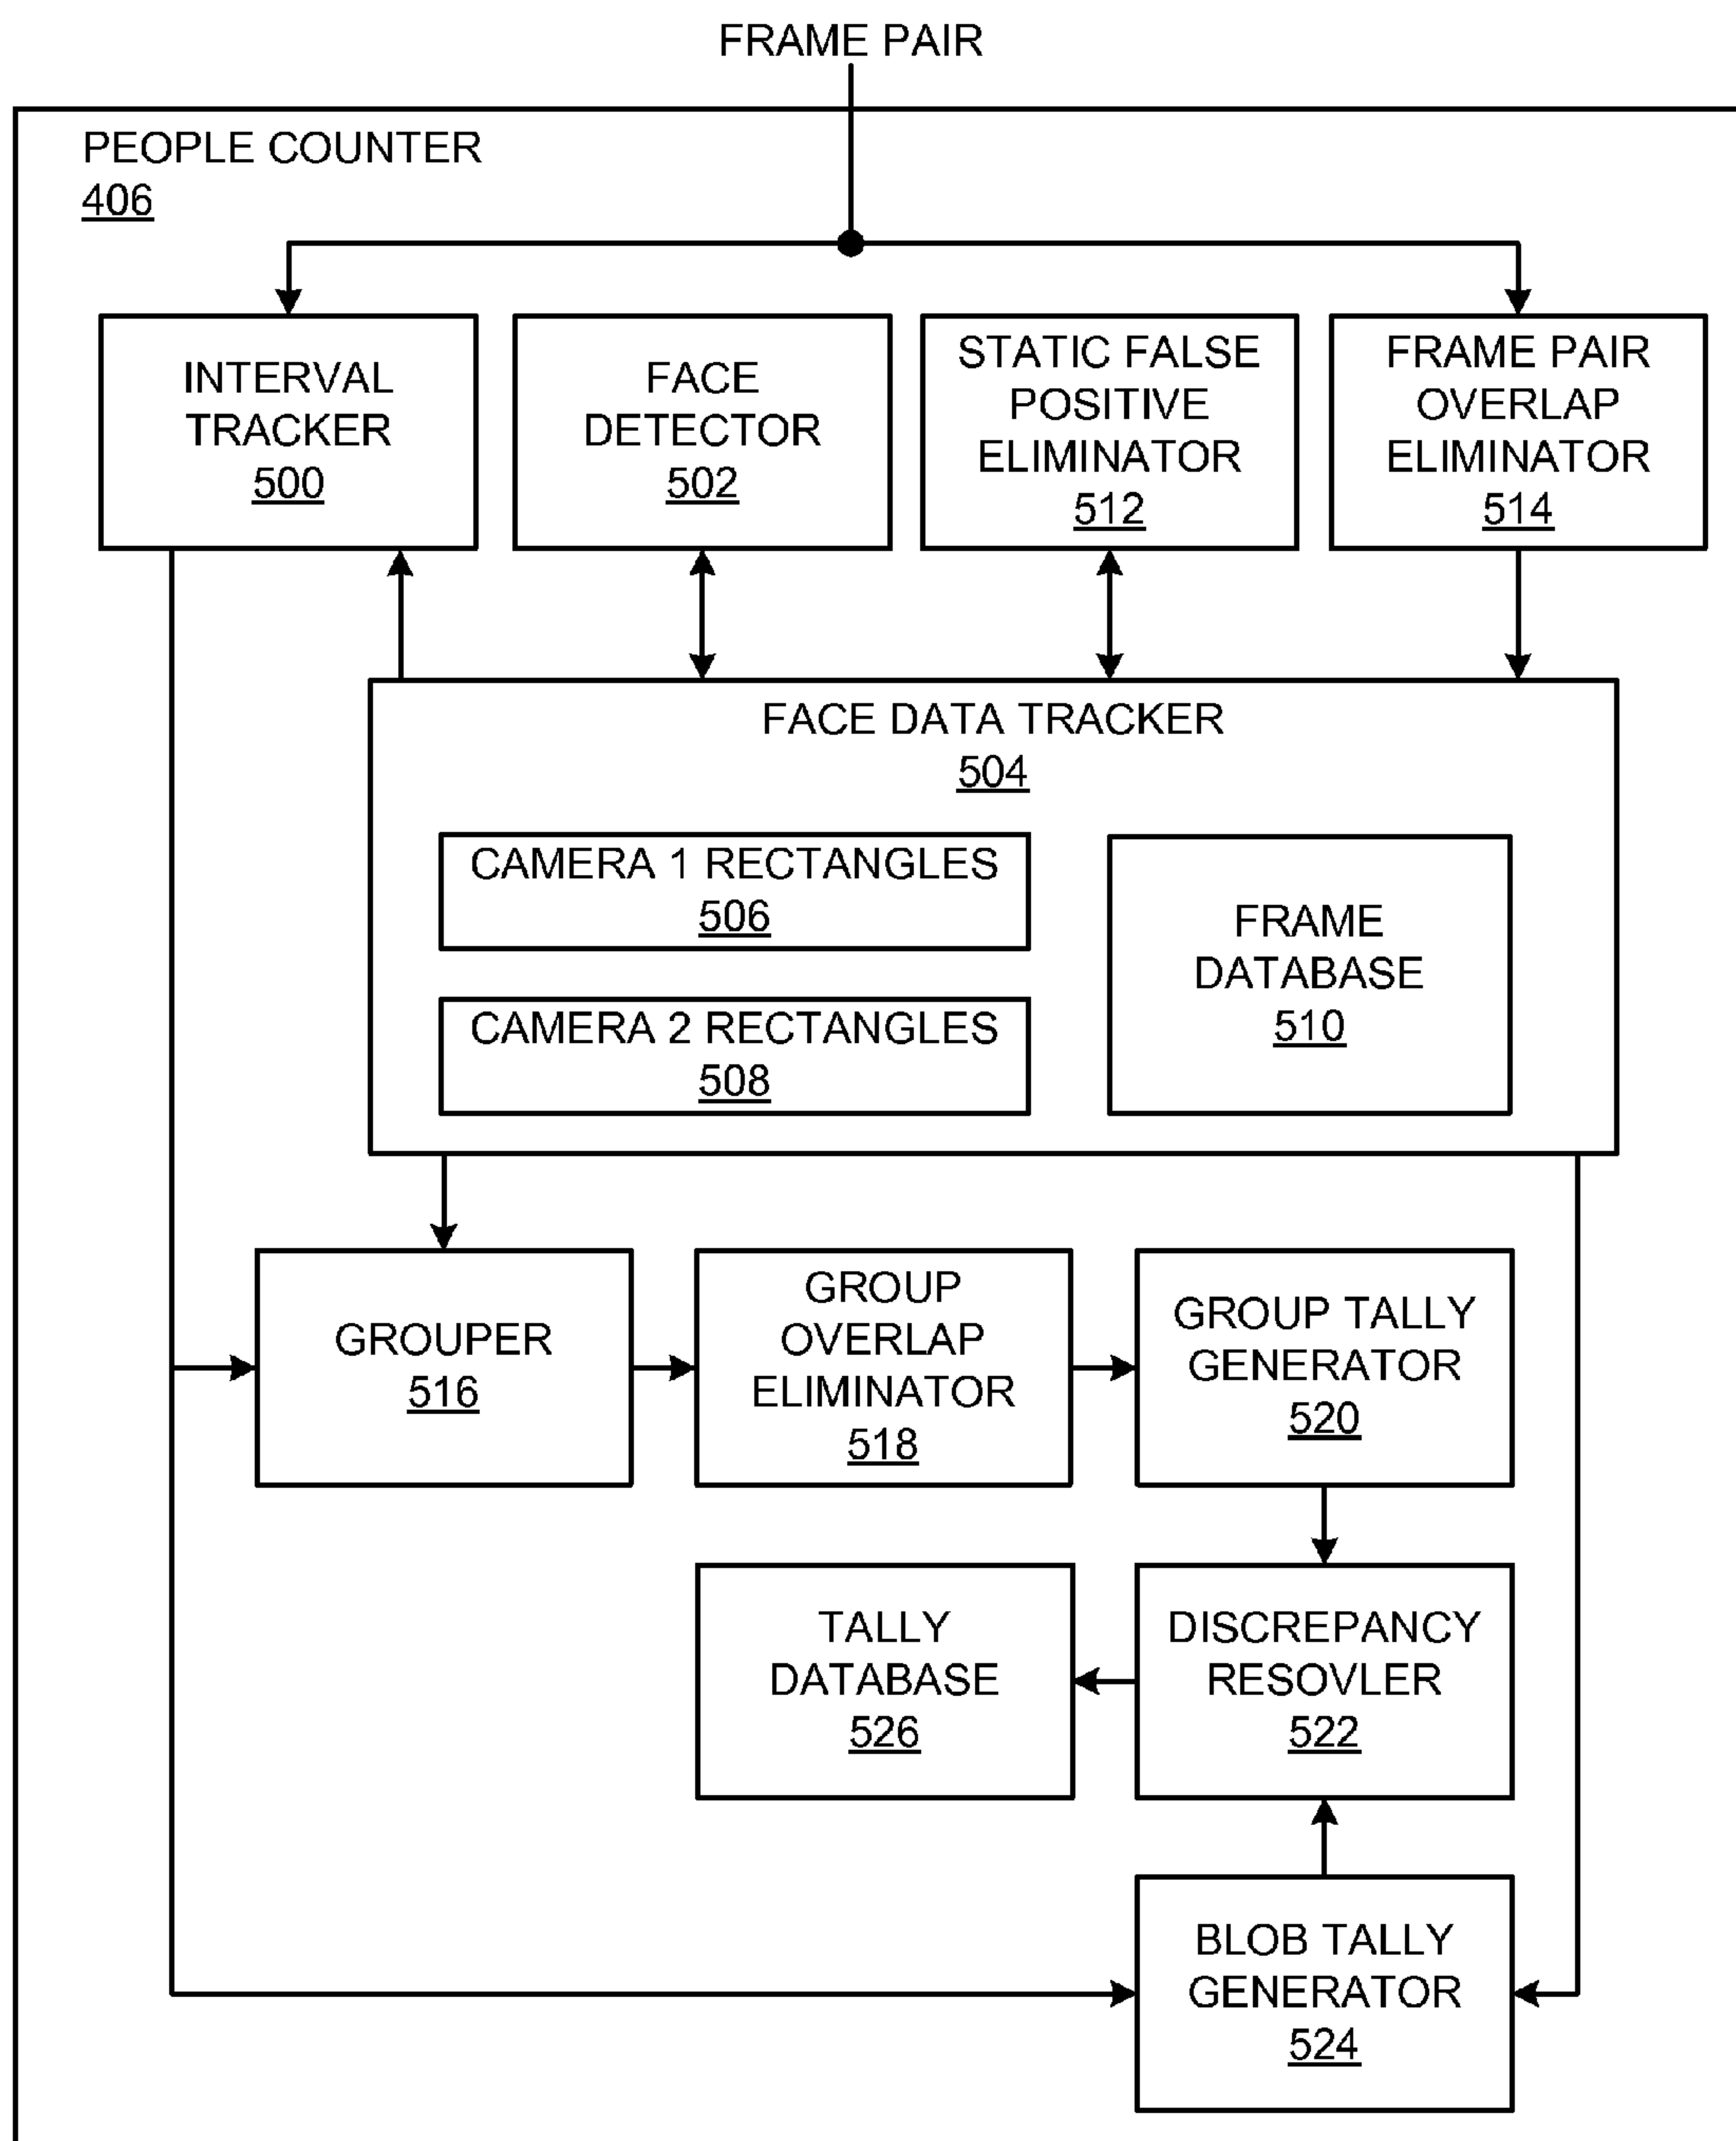 FRAME PAIR
PEOPLE COUNTER
406
INTERVAL
TRACKER
500
FACE
DETECTOR
502
STATIC FALSE
POSITIVE
ELIMINATOR
512
FRAME PAIR
OVERLAP
ELIMINATOR
514
FACE DATA TRACKER
504
CAMERA 1 RECTANGLES
506
CAMERA 2 RECTANGLES
508
FRAME
DATABASE
510
GROUPER
516
GROUP
OVERLAP
ELIMINATOR
518
GROUP TALLY
GENERATOR
520
TALLY
DATABASE
526
DISCREPANCY
RESOVLER
522
BLOB TALLY
GENERATOR
524